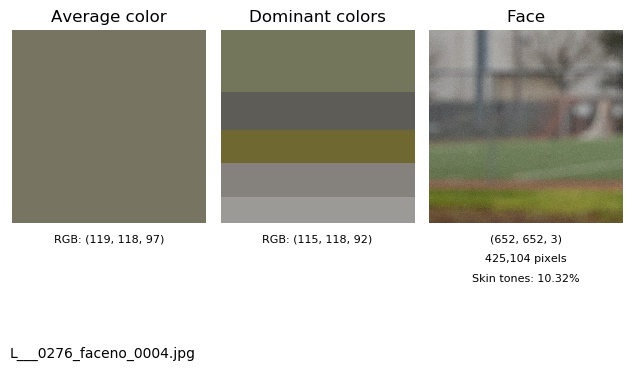 Average color
Dominant colors
Face
RGB: (119, 118, 97)
RGB: (115, 118, 92)
(652, 652, 3)
425,104 pixels
Skin tones: 10.32%
L___0276_faceno_0004.jpg